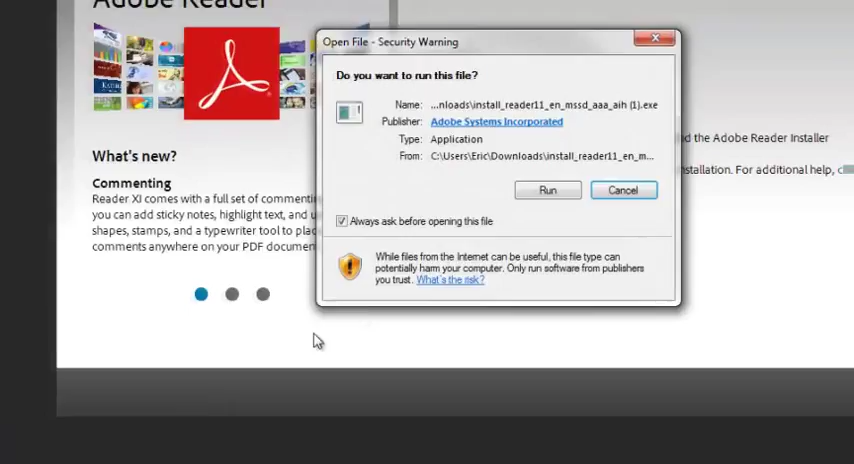 Adobe Reader
Open File - Security Warning
Do you want to run this file?
Name: ...nloads\install_reader11_en_mssd_aaa_aih (1).exe
Publisher: Adobe Systems Incorporated
Type: Application
From: C:\Users\Eric\Downloads\install_reader11_en_m...
Run Cancel
Always ask before opening this file
While files from the Internet can be useful, this file type can
potentially harm your computer. Only run software from publishers
you trust. What's the risk?
What's new?
Commenting
Reader XI comes with a full set of commenting
you can add sticky notes, highlight text, and u
shapes, stamps, and a typewriter tool to plac
comments anywhere on your PDF documen
d the Adobe Reader Installer
nstallation. For additional help, c